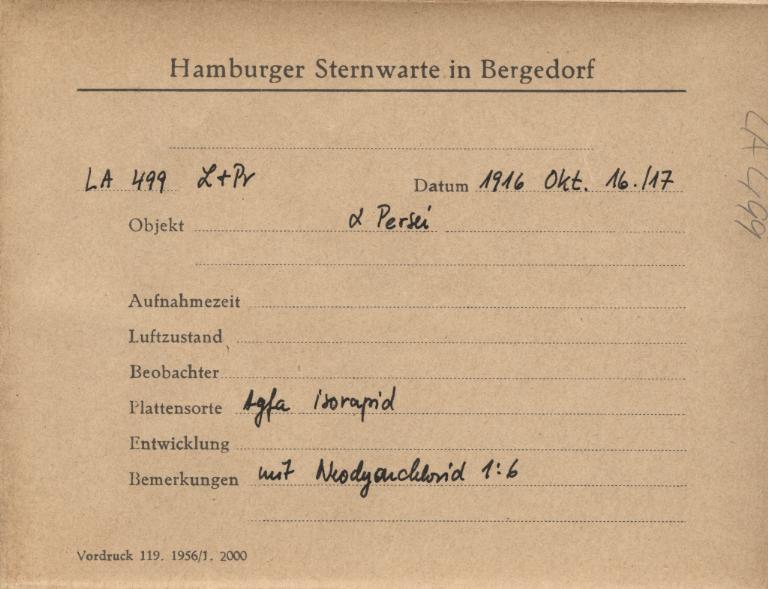 Hamburger Sternwarte in Bergedorf
LA 499 L+Pr Datum 1916 Okt. 16./17
LA 499
Objekt α Persei
Aufnahmezeit
Luftzustand
Beobachter
Plattensorte Agfa isorapid
Entwicklung
Bemerkungen mit Neodymchlorid 1:6
Vordruck 119. 1956/1. 2000